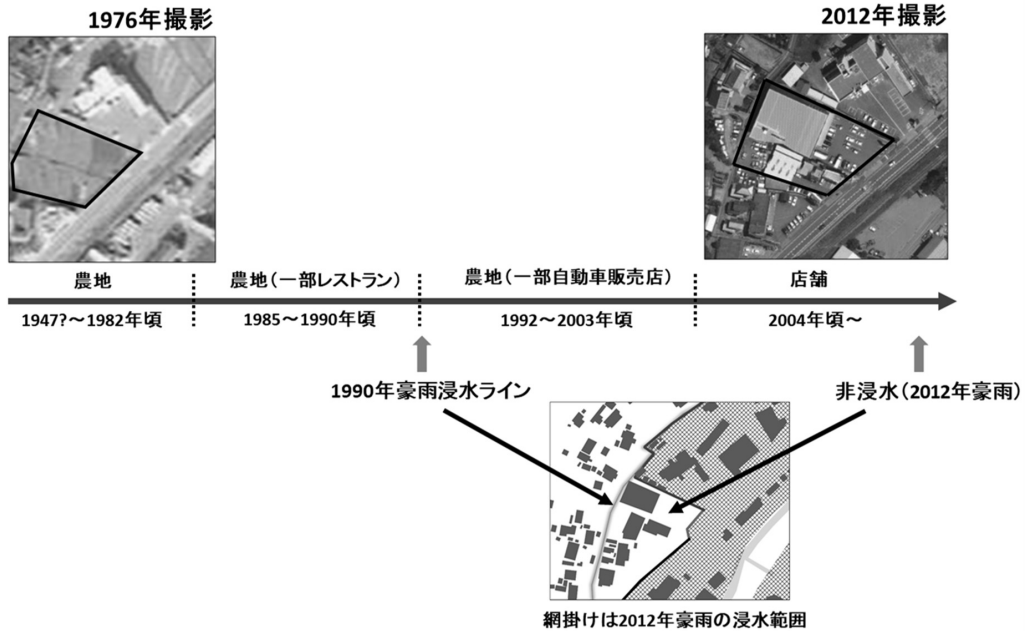 1976年撮影
2012年撮影
農地
農地(一部レストラン)
農地(一部自動車販売店)
店舗
1947?～1982年頃
1985～1990年頃
1992～2003年頃
2004年頃～
1990年豪雨浸水ライン
非浸水(2012年豪雨)
網掛けは2012年豪雨の浸水範囲